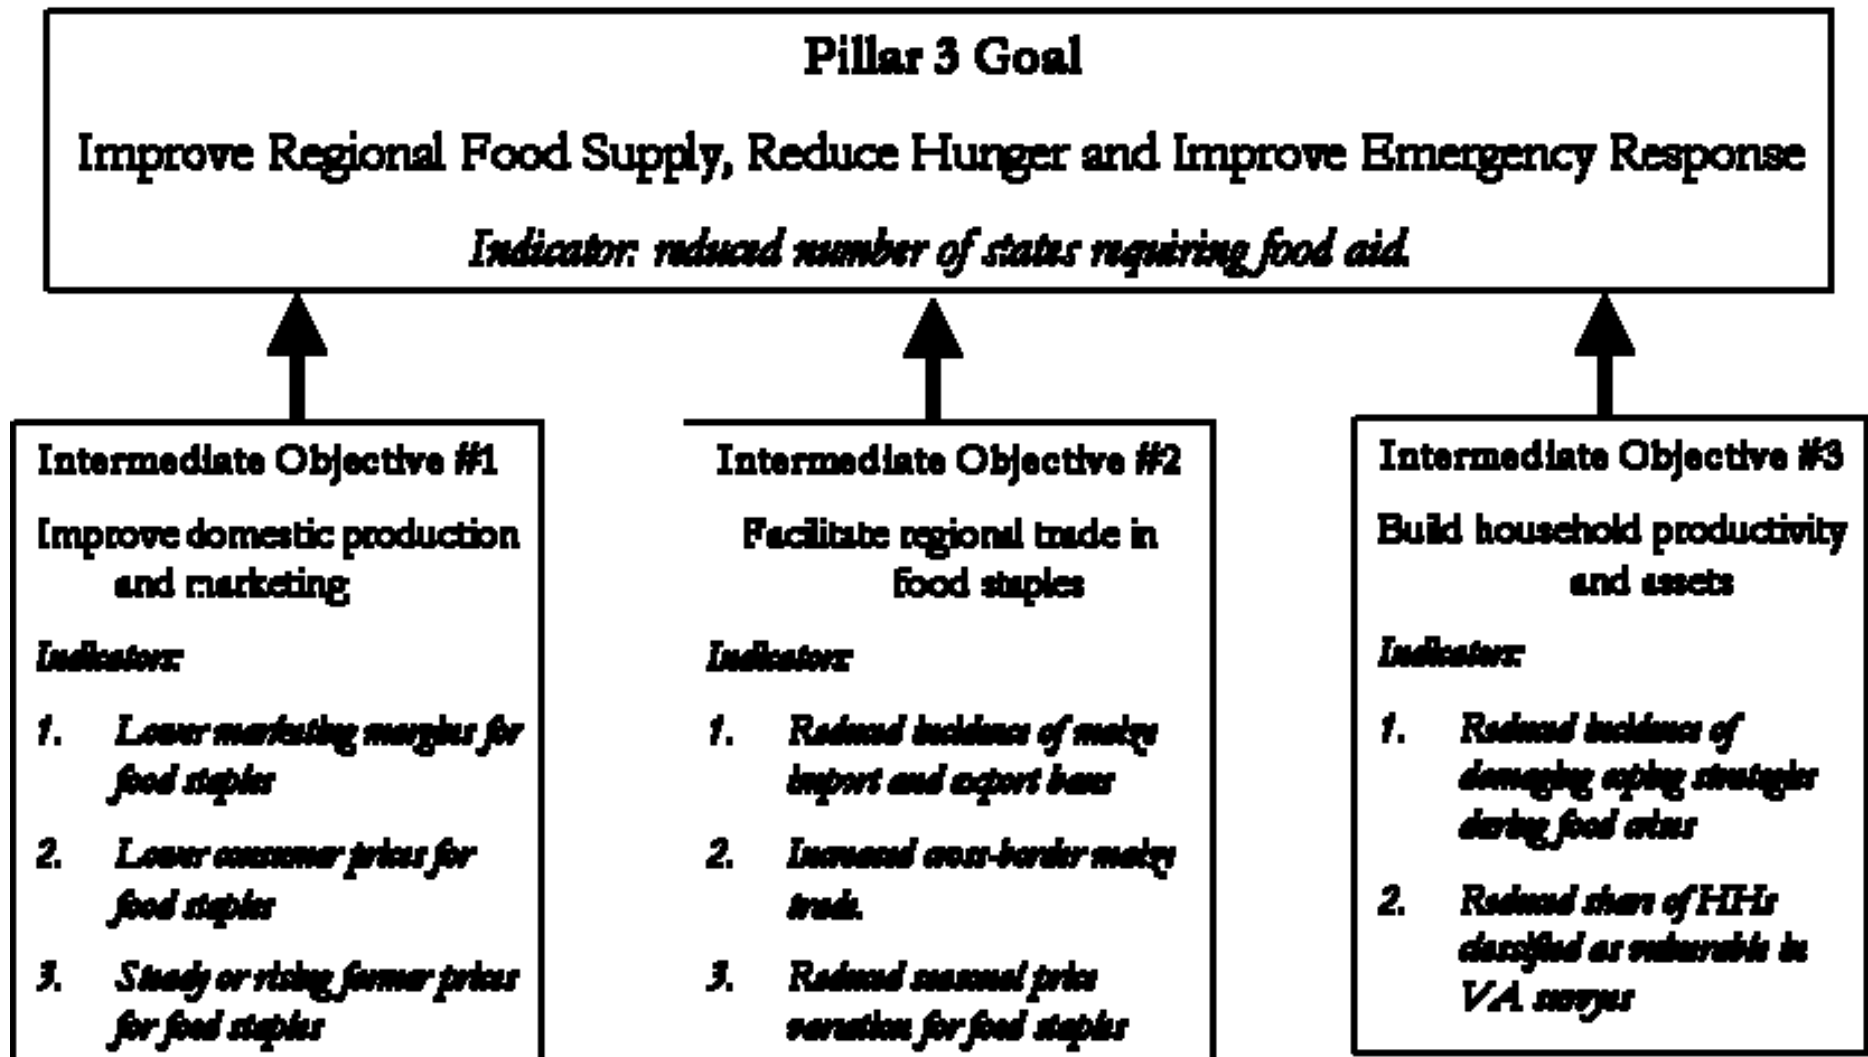 Pillar 3 Goal
Improve Regional Food Supply, Reduce Hunger and Improve Emergency Response
Indicator: reduced number of states requiring food aid.
Intermediate Objective #1
Improve domestic production
and marketing
Indicators:
1. Lower marketing margins for
food staples
2. Lower consumer prices for
food staples
3. Steady or rising farmer prices
for food staples
Intermediate Objective #2
Facilitate regional trade in
food staples
Indicators:
1. Reduced incidence of maize
import and export bans
2. Increased cross-border maize
trade.
3. Reduced seasonal price
variation for food staples
Intermediate Objective #3
Build household productivity
and assets
Indicators:
1. Reduced incidence of
damaging coping strategies
during food crises
2. Reduced share of HHs
classified as vulnerable in
VA